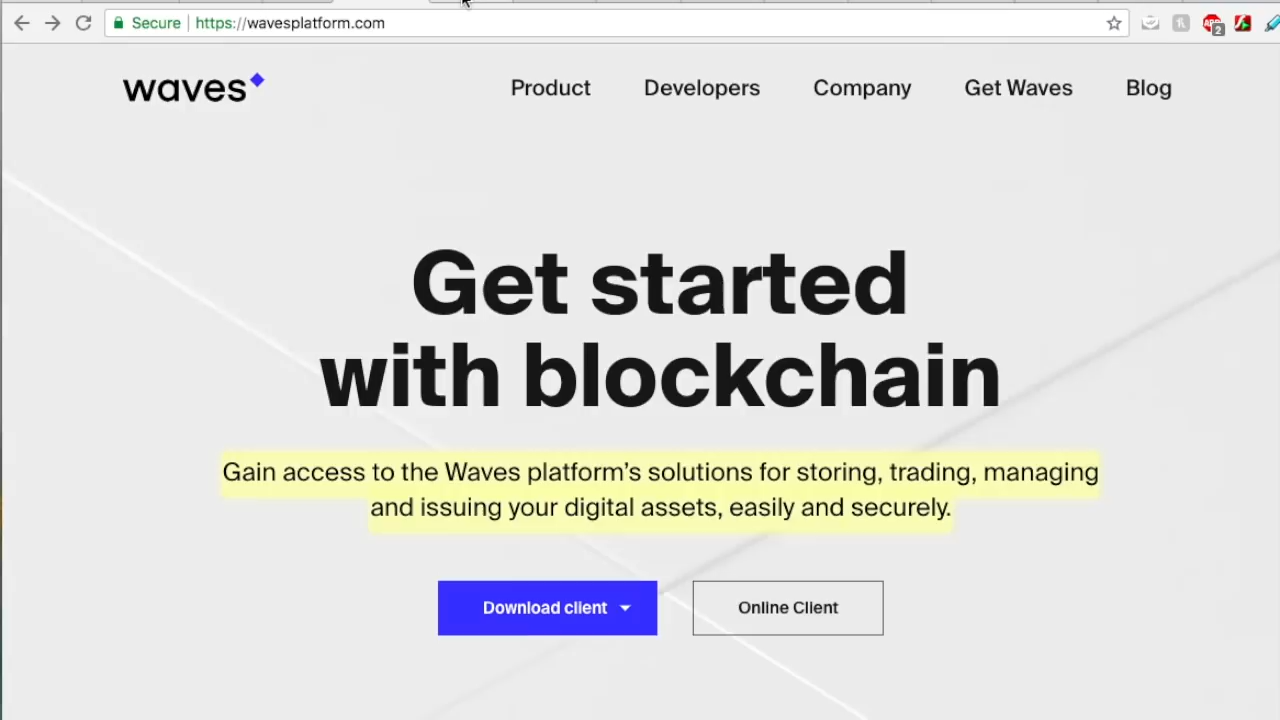 Secure https://wavesplatform.com
2
waves
Product Developers Company Get Waves Blog
Get started
with blockchain
Gain access to the Waves platform's solutions for storing, trading, managing
and issuing your digital assets, easily and securely.
Download client Online Client